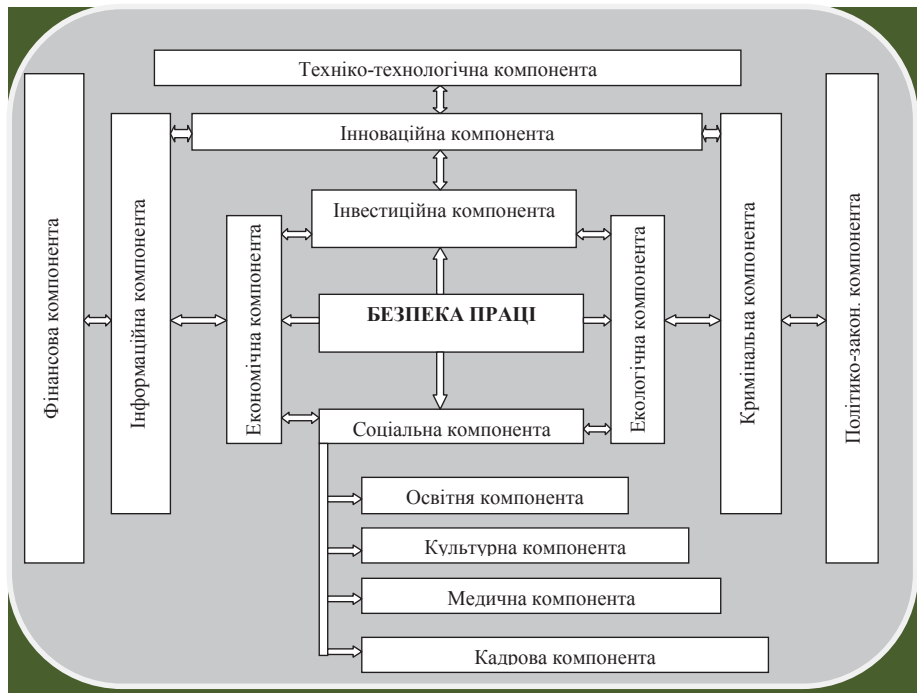 Техніко-технологічна компонента
Інноваційна компонента
Інвестиційна компонента
Фінансова компонента
Інформаційна компонента
Економічна компонента
БЕЗПЕКА ПРАЦІ
Екологічна компонента
Кримінальна компонента
Політико-закон. компонента
Соціальна компонента
Освітня компонента
Культурна компонента
Медична компонента
Кадрова компонента